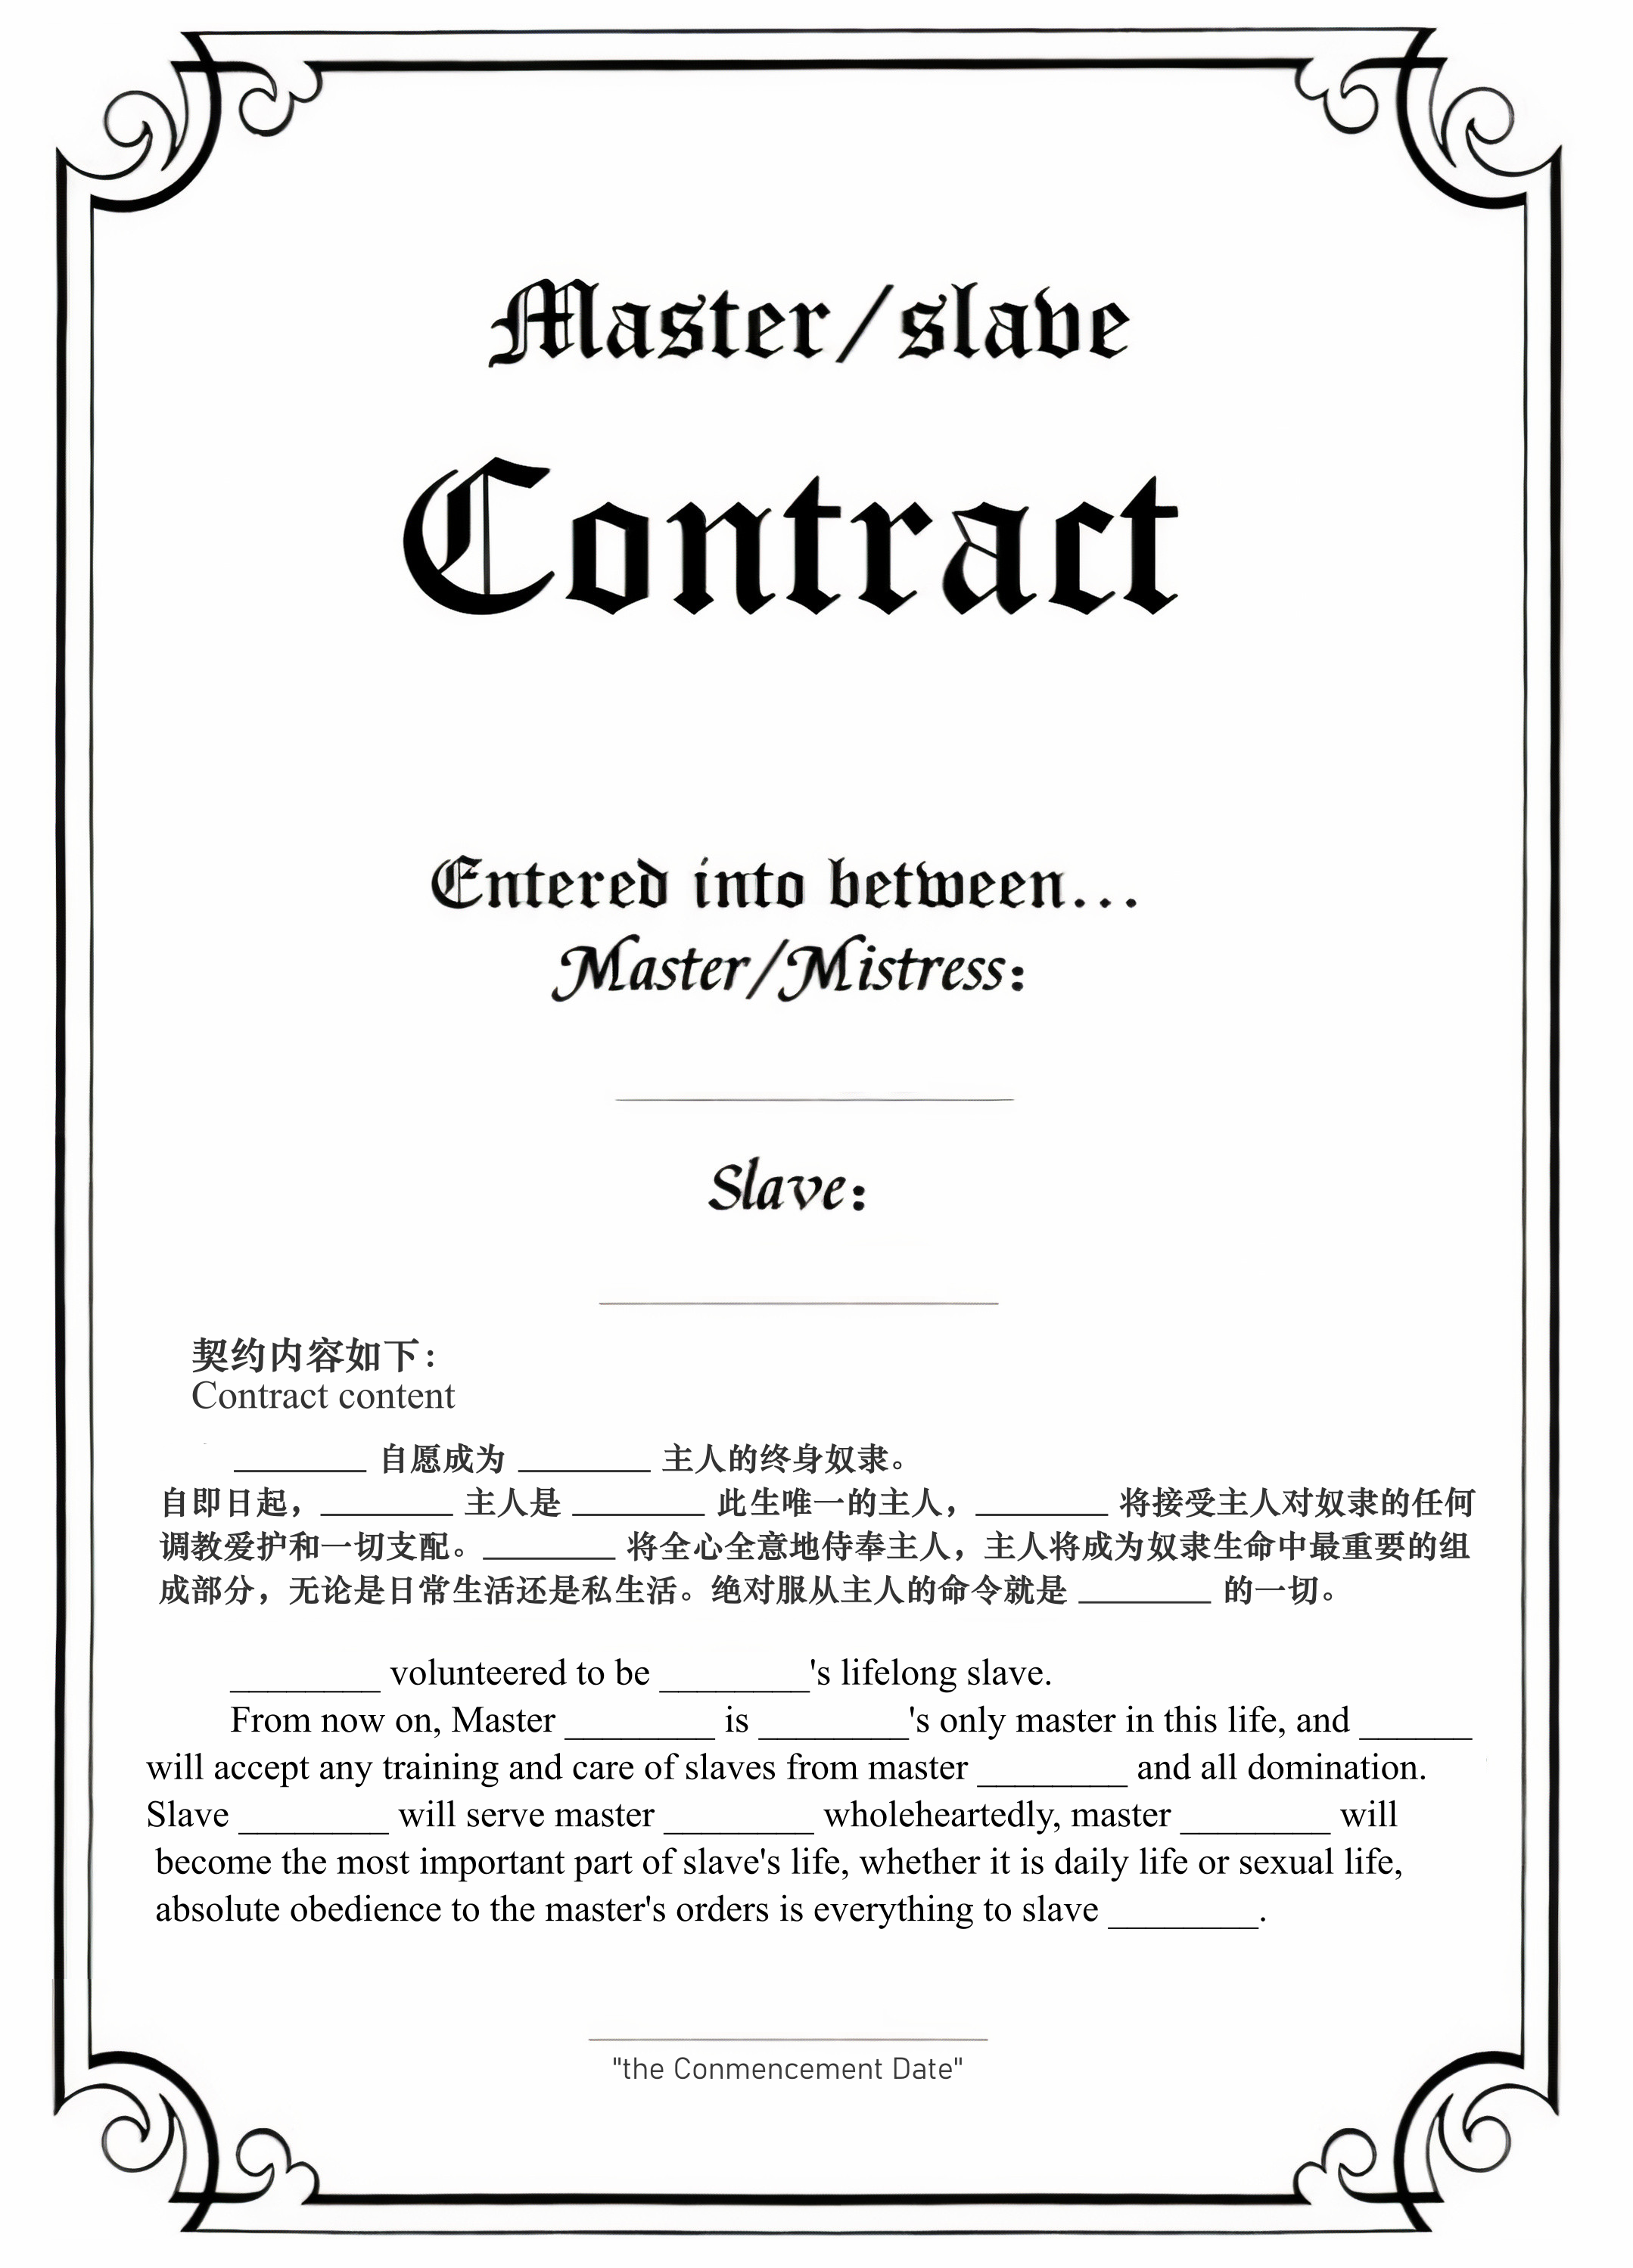 Master/slave
Contract
Entered into between...
Master/Mistress:
Slave:
契约内容如下：
Contract content
________ 自愿成为 ________ 主人的终身奴隶。
自即日起，________ 主人是 ________ 此生唯一的主人，________ 将接受主人对奴隶的任何
调教爱护和一切支配。________ 将全心全意地侍奉主人，主人将成为奴隶生命中最重要的组
成部分，无论是日常生活还是私生活。绝对服从主人的命令就是 ________ 的一切。
________ volunteered to be ________'s lifelong slave.
From now on, Master ________ is ________'s only master in this life, and ______
will accept any training and care of slaves from master ________ and all domination.
Slave ________ will serve master ________ wholeheartedly, master ________ will
become the most important part of slave's life, whether it is daily life or sexual life,
absolute obedience to the master's orders is everything to slave ________.
"the Conmencement Date"